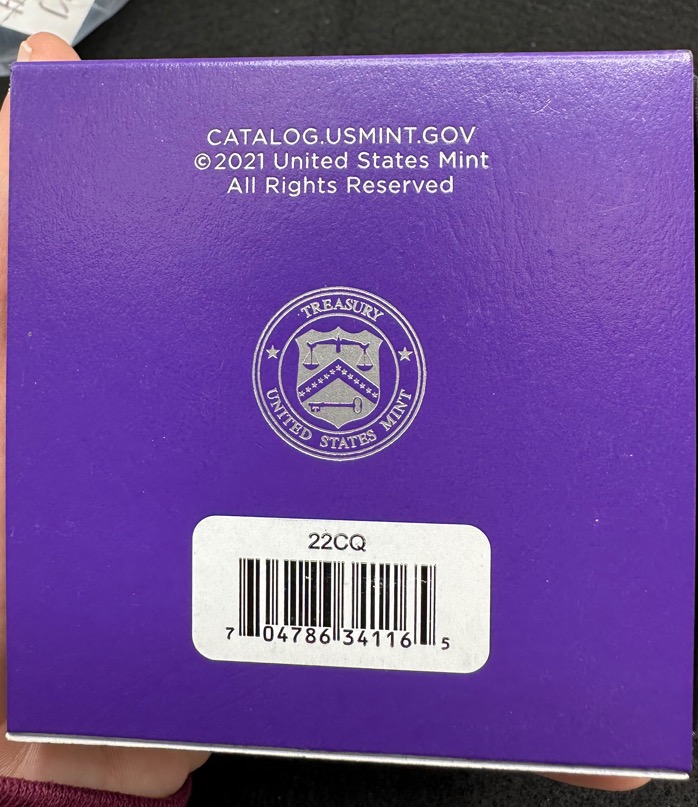 CATALOG.USMINT.GOV
©2021 United States Mint
All Rights Reserved
TREASURY
UNITED STATES MINT
22CQ
7 04786 34116 5